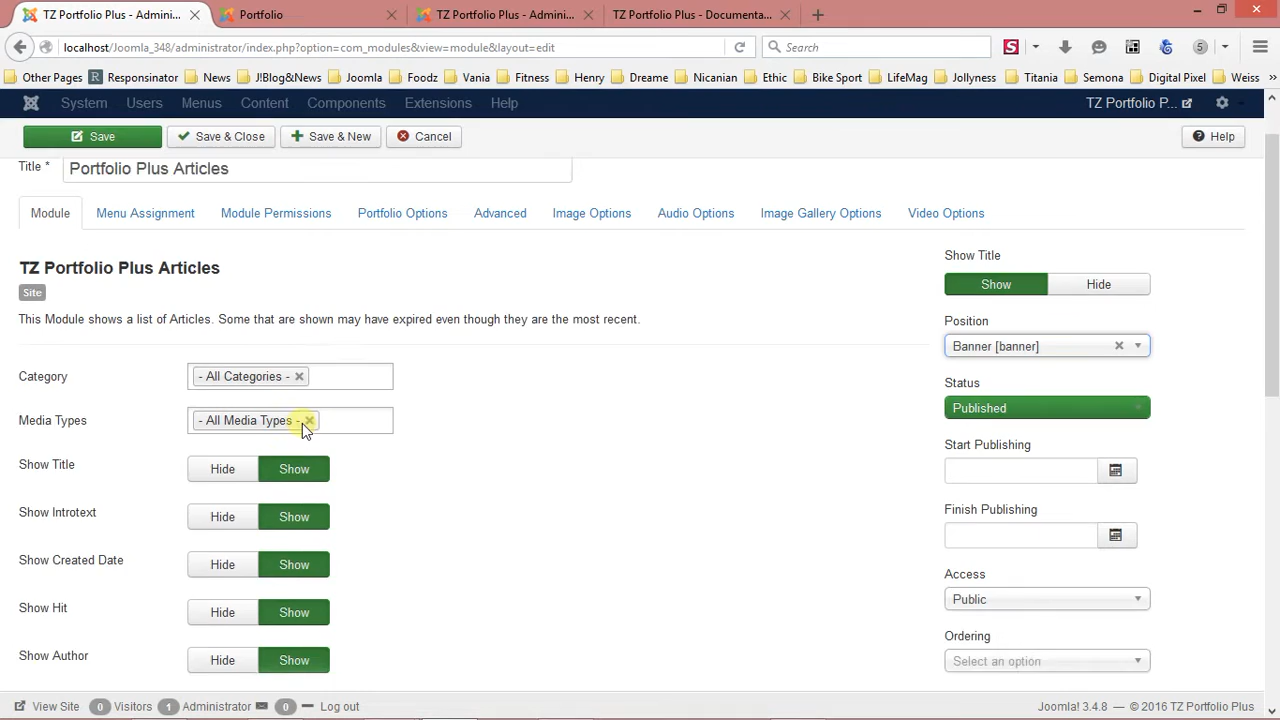 TZ Portfolio Plus - Admini... Portfolio TZ Portfolio Plus - Admini... TZ Portfolio Plus - Documenta...
localhost/Joomla_348/administrator/index.php?option=com_modules&view=module&layout=edit Search S 5
Other Pages R Responsinator News J!Blog&News Joomla Foodz Vania Fitness Henry Dreame Nicanian Ethic Bike Sport LifeMag Jollyness Titania Semona Digital Pixel Weiss »
System Users Menus Content Components Extensions Help TZ Portfolio P...
Save Save & Close Save & New Cancel Help
Title * Portfolio Plus Articles
Module Menu Assignment Module Permissions Portfolio Options Advanced Image Options Audio Options Image Gallery Options Video Options
TZ Portfolio Plus Articles
Site
This Module shows a list of Articles. Some that are shown may have expired even though they are the most recent.
Category - All Categories -
Media Types - All Media Types -
Show Title Hide Show
Show Introtext Hide Show
Show Created Date Hide Show
Show Hit Hide Show
Show Author Hide Show
Show Title
Show Hide
Position
Banner [banner]
Status
Published
Start Publishing
Finish Publishing
Access
Public
Ordering
Select an option
View Site 0 Visitors 1 Administrator 0 Log out Joomla! 3.4.8 — © 2016 TZ Portfolio Plus